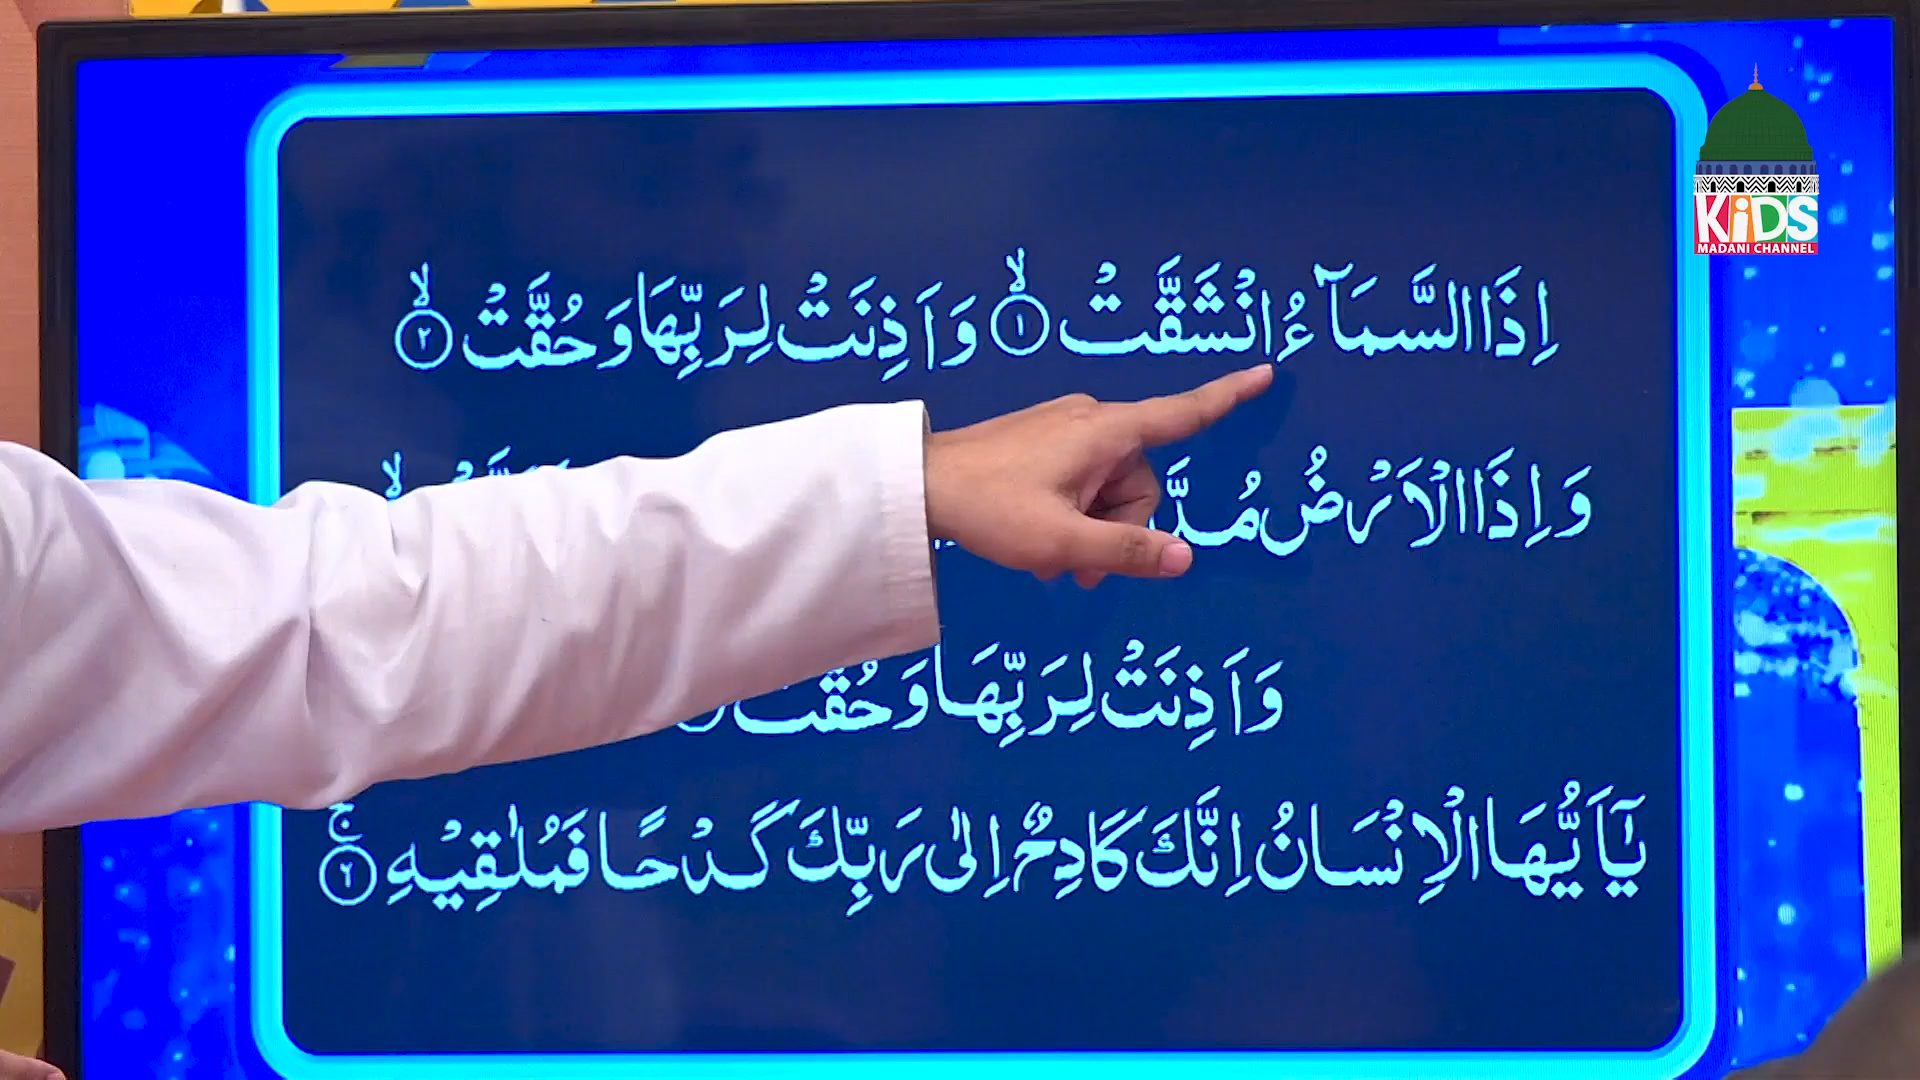 اِذَا السَّمَآءُ انْشَقَّتْ ۙ﴿۱﴾ وَ اَذِنَتْ لِرَبِّهَا وَ حُقَّتْ ۙ﴿۲﴾
وَ اِذَا الْاَرْضُ
وَ اَذِنَتْ لِرَبِّهَا وَ حُقَّتْ
یٰۤاَیُّهَا الْاِنْسَانُ اِنَّكَ كَادِحٌ اِلٰى رَبِّكَ كَدْحًا فَمُلٰقِیْهِ ۚ﴿۶﴾
KiDS
MADANI CHANNEL